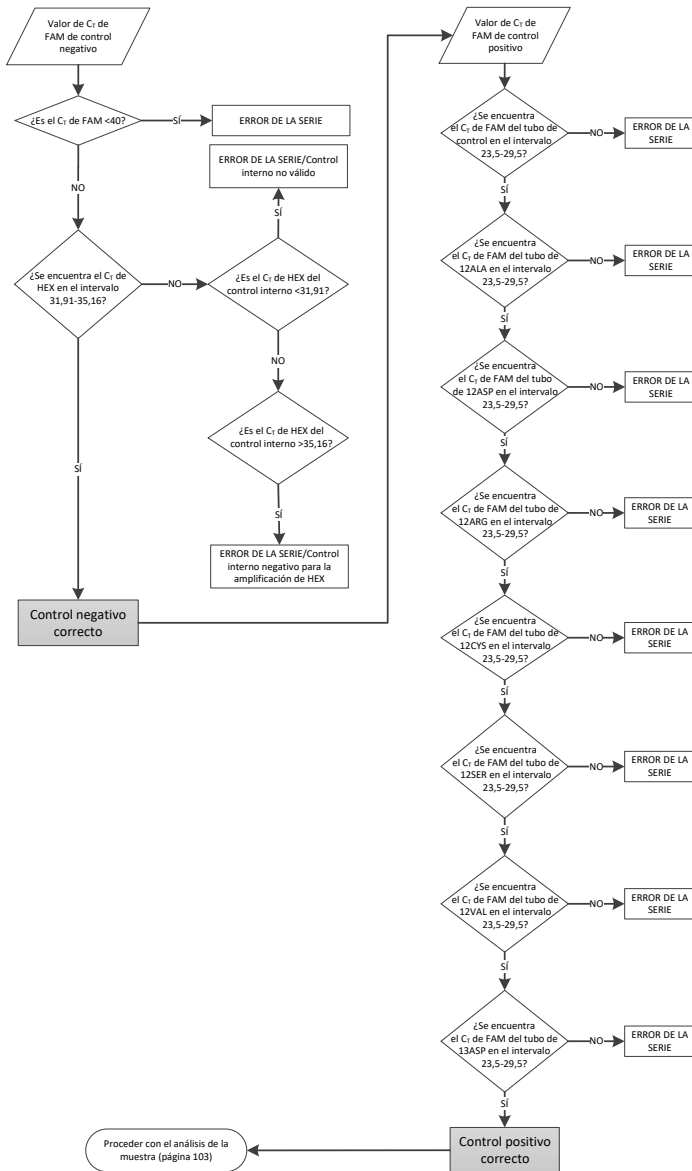 Valor de CT de
FAM de control
negativo
¿Es el CT de FAM <40?
SÍ
ERROR DE LA SERIE
NO
¿Se encuentra el CT de
HEX en el intervalo
31,91-35,16?
NO
¿Es el CT de HEX del
control interno <31,91?
SÍ
ERROR DE LA SERIE/Control
interno no válido
NO
¿Es el CT de HEX del
control interno >35,16?
SÍ
ERROR DE LA SERIE/Control
interno negativo para la
amplificación de HEX
SÍ
Control negativo
correcto
Valor de CT de
FAM de control
positivo
¿Se encuentra
el CT de FAM del tubo de
control en el intervalo
23,5-29,5?
NO
ERROR DE LA
SERIE
SÍ
¿Se encuentra
el CT de FAM del tubo de
12ALA en el intervalo
23,5-29,5?
NO
ERROR DE LA
SERIE
SÍ
¿Se encuentra
el CT de FAM del tubo
de 12ASP en el intervalo
23,5-29,5?
NO
ERROR DE LA
SERIE
SÍ
¿Se encuentra
el CT de FAM del tubo de
12ARG en el intervalo
23,5-29,5?
NO
ERROR DE LA
SERIE
SÍ
¿Se encuentra
el CT de FAM del tubo de
12CYS en el intervalo
23,5-29,5?
NO
ERROR DE LA
SERIE
SÍ
¿Se encuentra
el CT de FAM del tubo de
12SER en el intervalo
23,5-29,5?
NO
ERROR DE LA
SERIE
SÍ
¿Se encuentra
el CT de FAM del tubo de
12VAL en el intervalo
23,5-29,5?
NO
ERROR DE LA
SERIE
SÍ
¿Se encuentra
el CT de FAM del tubo de
13ASP en el intervalo
23,5-29,5?
NO
ERROR DE LA
SERIE
SÍ
Control positivo
correcto
Proceder con el análisis de la
muestra (página 103)